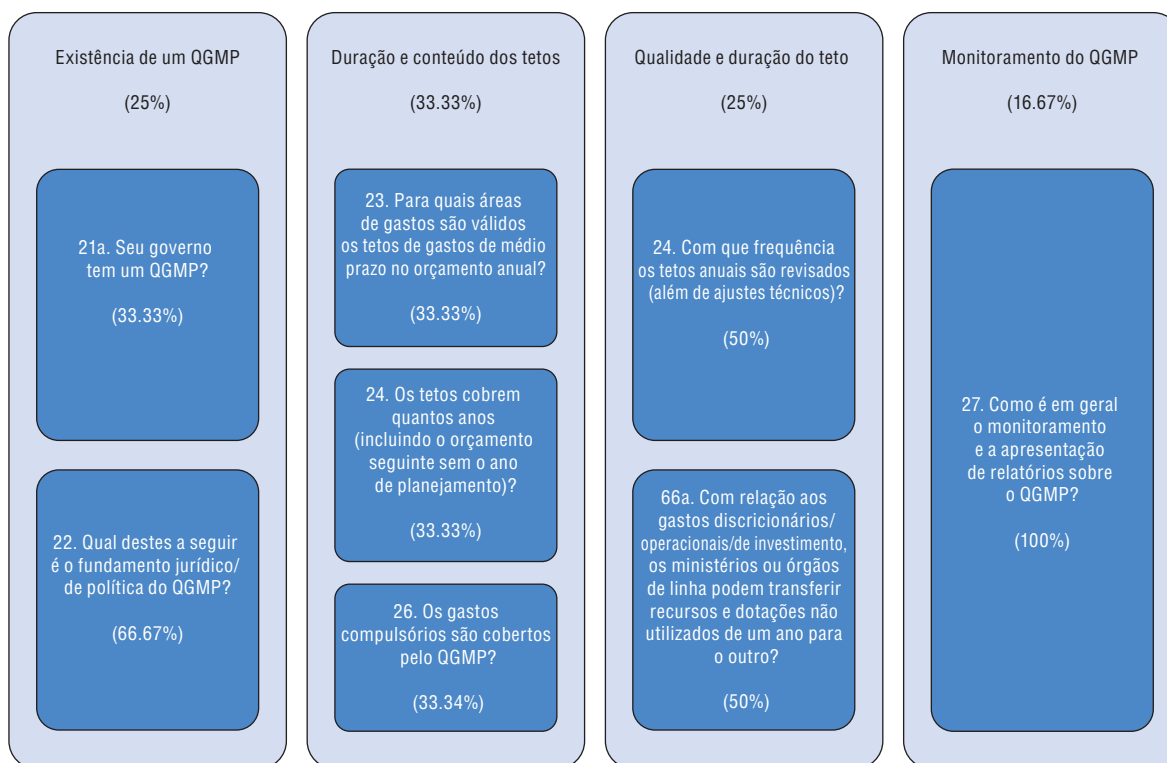 Existência de um QGMP
(25%)
21a. Seu governo
tem um QGMP?
(33.33%)
22. Qual destes a seguir
é o fundamento jurídico/
de política do QGMP?
(66.67%)
Duração e conteúdo dos tetos
(33.33%)
23. Para quais áreas
de gastos são válidos
os tetos de gastos de médio
prazo no orçamento anual?
(33.33%)
24. Os tetos cobrem
quantos anos
(incluindo o orçamento
seguinte sem o ano
de planejamento)?
(33.33%)
26. Os gastos
compulsórios são cobertos
pelo QGMP?
(33.34%)
Qualidade e duração do teto
(25%)
24. Com que frequência
os tetos anuais são revisados
(além de ajustes técnicos)?
(50%)
66a. Com relação aos
gastos discricionários/
operacionais/de investimento,
os ministérios ou órgãos
de linha podem transferir
recursos e dotações não
utilizados de um ano para
o outro?
(50%)
Monitoramento do QGMP
(16.67%)
27. Como é em geral
o monitoramento
e a apresentação
de relatórios sobre
o QGMP?
(100%)